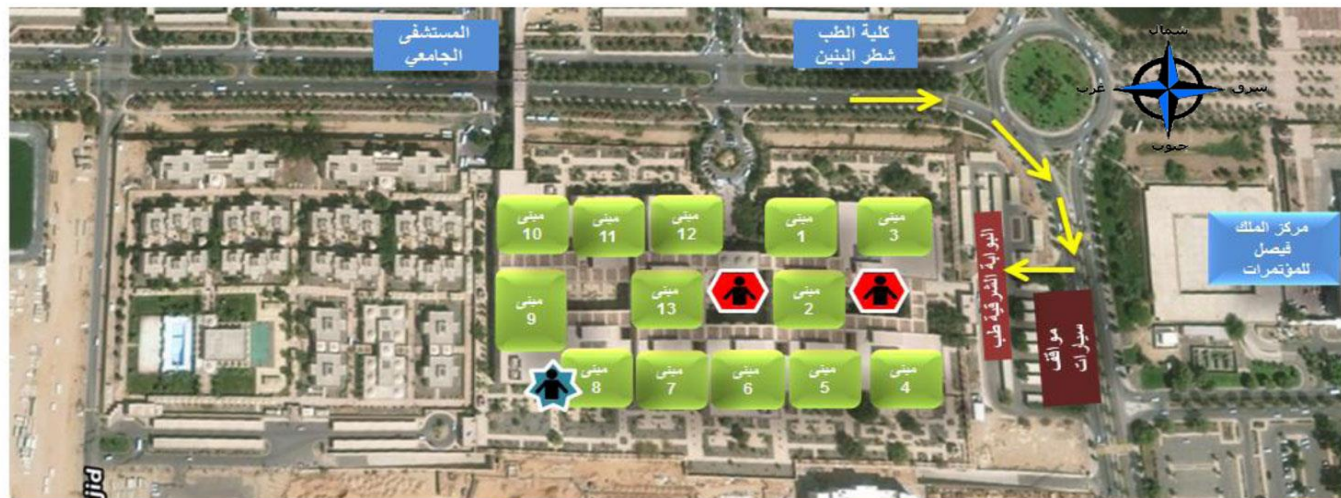 المستشفى
الجامعي
كلية الطب
شطر البنين
شمال
غرب
شرق
جنوب
مركز الملك
فيصل
للمؤتمرات
مبنى
10
مبنى
11
مبنى
12
مبنى
1
مبنى
3
البوابة الشرقية طب
مبنى
9
مبنى
13
مبنى
2
مواقف
سيارات
مبنى
8
مبنى
7
مبنى
6
مبنى
5
مبنى
4
jid